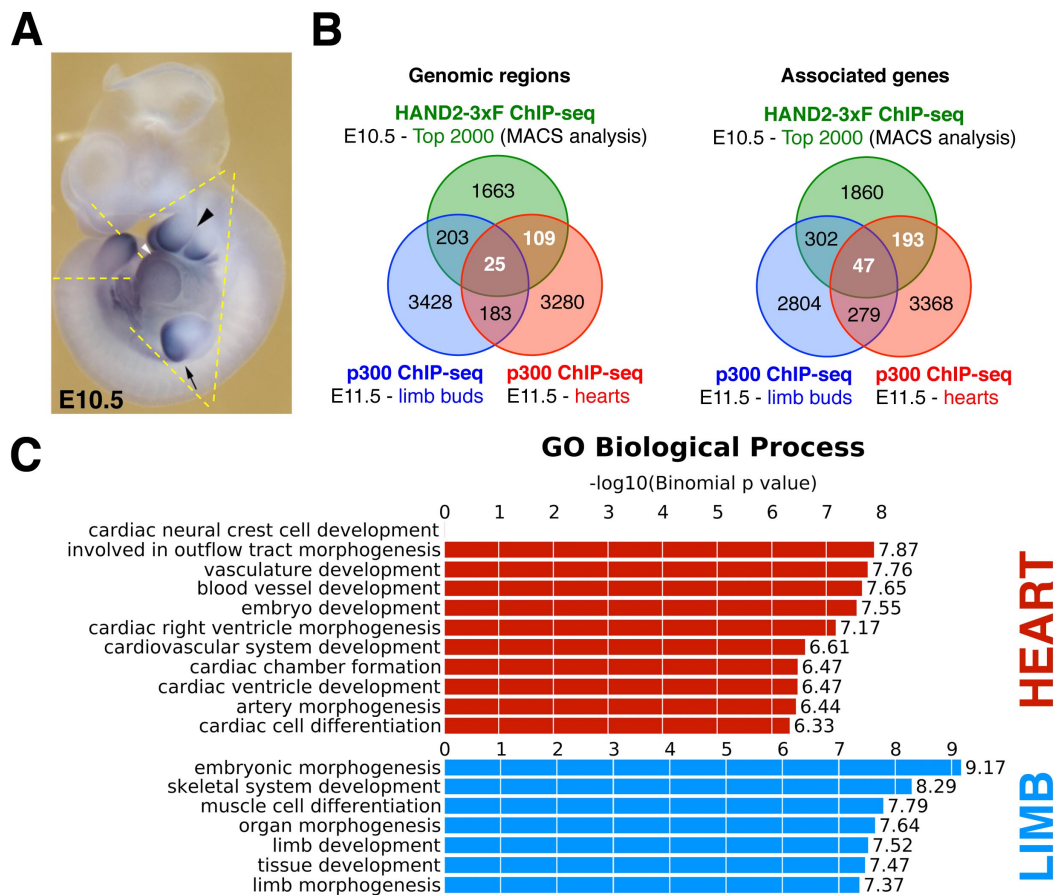 A
E10.5
B
Genomic regions
HAND2-3xF ChIP-seq
E10.5 - Top 2000 (MACS analysis)
1663
203
109
25
3428
183
3280
p300 ChIP-seq
E11.5 - limb buds
p300 ChIP-seq
E11.5 - hearts
Associated genes
HAND2-3xF ChIP-seq
E10.5 - Top 2000 (MACS analysis)
1860
302
193
47
2804
279
3368
p300 ChIP-seq
E11.5 - limb buds
p300 ChIP-seq
E11.5 - hearts
C
GO Biological Process
-log10(Binomial p value)
0 1 2 3 4 5 6 7 8
cardiac neural crest cell development
involved in outflow tract morphogenesis 7.87
vasculature development 7.76
blood vessel development 7.65
embryo development 7.55
cardiac right ventricle morphogenesis 7.17
cardiovascular system development 6.61
cardiac chamber formation 6.47
cardiac ventricle development 6.47
artery morphogenesis 6.44
cardiac cell differentiation 6.33
HEART
0 1 2 3 4 5 6 7 8 9
embryonic morphogenesis 9.17
skeletal system development 8.29
muscle cell differentiation 7.79
organ morphogenesis 7.64
limb development 7.52
tissue development 7.47
limb morphogenesis 7.37
LIMB